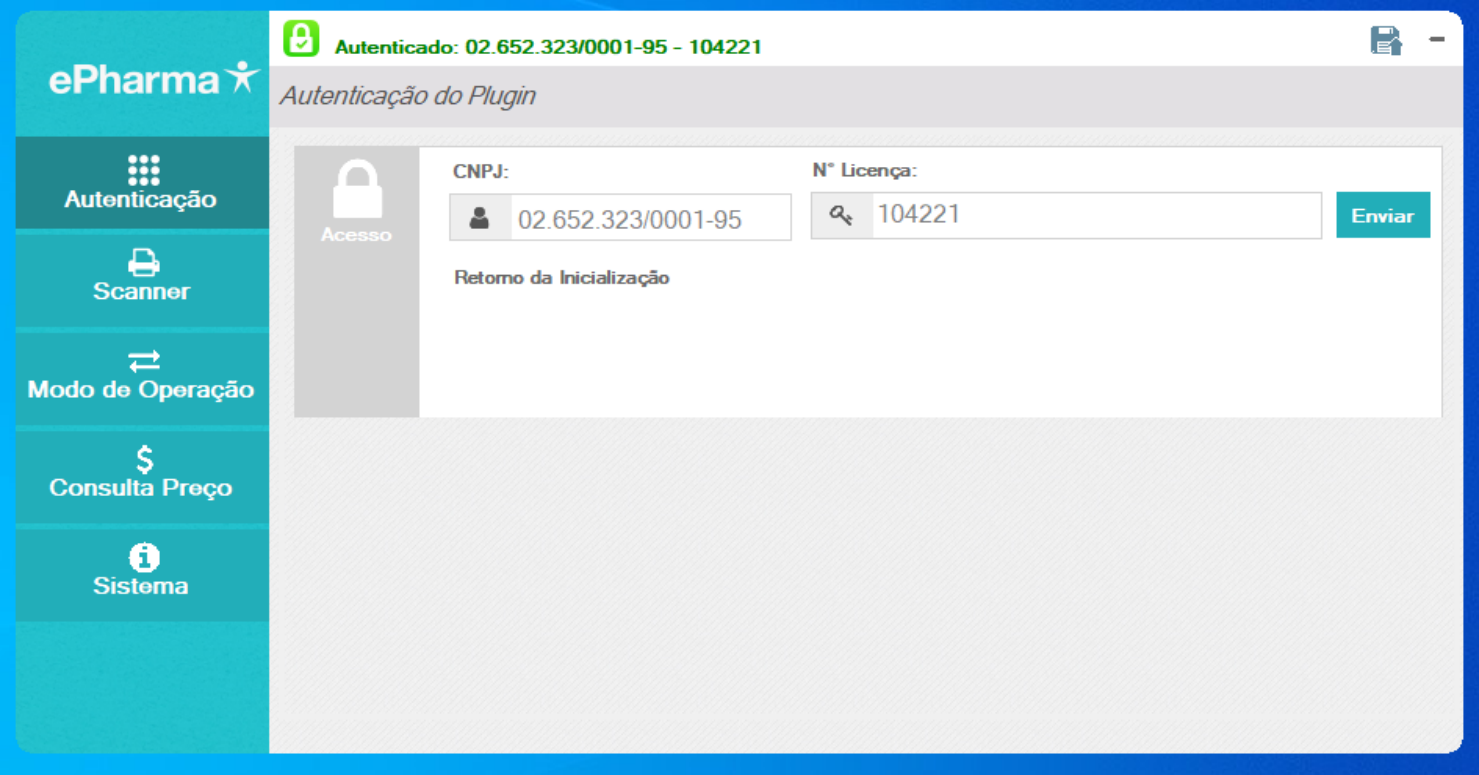 ePharma
Autenticado: 02.652.323/0001-95 - 104221
Autenticação do Plugin
Autenticação
Scanner
Modo de Operação
Consulta Preço
Sistema
Acesso
CNPJ:
N° Licença:
02.652.323/0001-95
104221
Enviar
Retorno da Inicialização